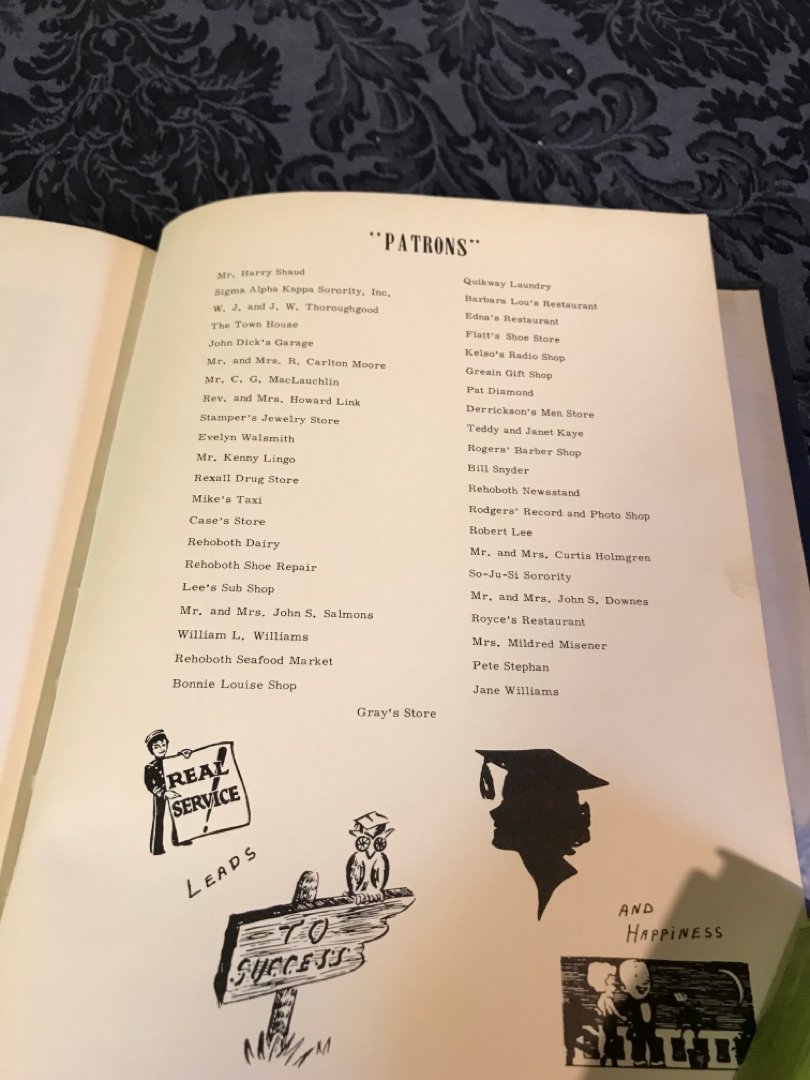 "PATRONS"
Mr. Harry Shaud
Sigma Alpha Kappa Sorority, Inc.
W. J. and J. W. Thoroughgood
The Town House
John Dick's Garage
Mr. and Mrs. R. Carlton Moore
Mr. C. G. MacLauchlin
Rev. and Mrs. Howard Link
Stamper's Jewelry Store
Evelyn Walsmith
Mr. Kenny Lingo
Rexall Drug Store
Mike's Taxi
Case's Store
Rehoboth Dairy
Rehoboth Shoe Repair
Lee's Sub Shop
Mr. and Mrs. John S. Salmons
William L. Williams
Rehoboth Seafood Market
Bonnie Louise Shop
Quikway Laundry
Barbara Lou's Restaurant
Edna's Restaurant
Flatt's Shoe Store
Kelso's Radio Shop
Gresin Gift Shop
Pat Diamond
Derrickson's Men Store
Teddy and Janet Kaye
Rogers' Barber Shop
Bill Snyder
Rehoboth Newsstand
Rodgers' Record and Photo Shop
Robert Lee
Mr. and Mrs. Curtis Holmgren
So-Ju-Si Sorority
Mr. and Mrs. John S. Downes
Royce's Restaurant
Mrs. Mildred Misener
Pete Stephan
Jane Williams
Gray's Store
REAL
SERVICE
LEADS
TO
SUCCESS
AND
HAPPINESS